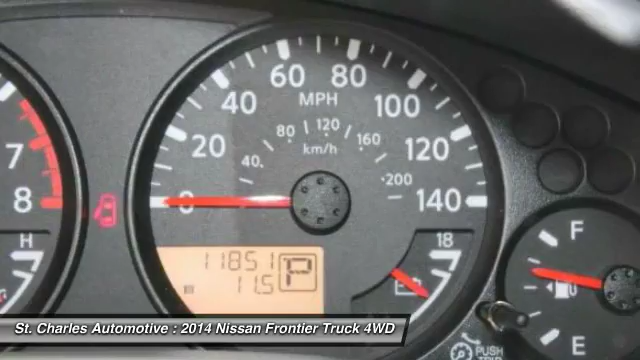 60 80
40 MPH 100
80 120 160
km/h
7 20 40 200 120
8 0 140
H 11851 P 18 F
11.5
St. Charles Automotive : 2014 Nissan Frontier Truck 4WD
PUSH
E